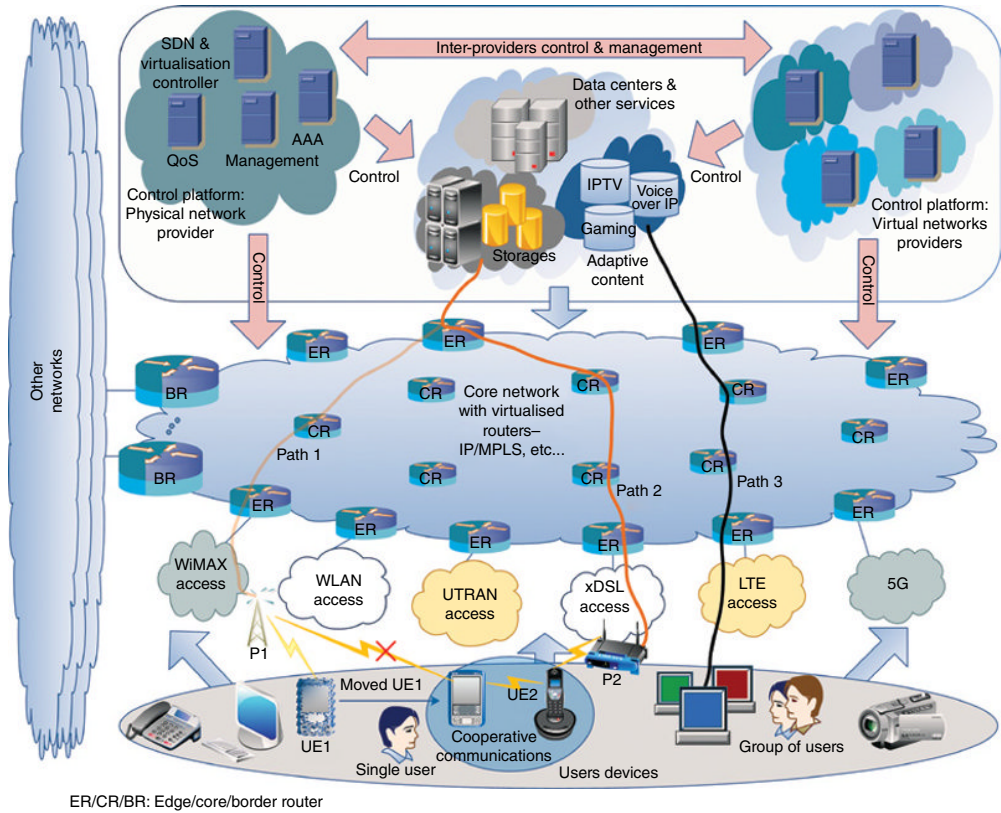 SDN &
virtualisation
controller
QoS
Management
AAA
Control platform:
Physical network
provider
Inter-providers control & management
Data centers &
other services
Control
Control
IPTV
Voice
over IP
Gaming
Storages
Adaptive
content
Control platform:
Virtual networks
providers
Control
Control
Other
networks
ER
ER
ER
ER
BR
BR
CR
CR
CR
CR
CR
CR
CR
CR
Core network
with virtualised
routers–
IP/MPLS, etc...
Path 1
Path 2
Path 3
ER
ER
ER
ER
ER
ER
WiMAX
access
WLAN
access
UTRAN
access
xDSL
access
LTE
access
5G
P1
P2
Moved UE1
UE1
UE2
Single user
Cooperative
communications
Group of users
Users devices
ER/CR/BR: Edge/core/border router